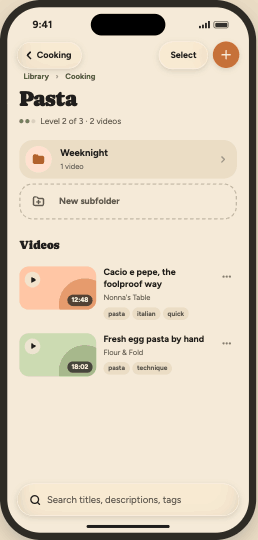 9:41
Cooking
Select
Library › Cooking
Pasta
Level 2 of 3 · 2 videos
Weeknight
1 video
New subfolder
Videos
Cacio e pepe, the
foolproof way
Nonna's Table
pasta italian quick
12:48
Fresh egg pasta by hand
Flour & Fold
pasta technique
18:02
Search titles, descriptions, tags